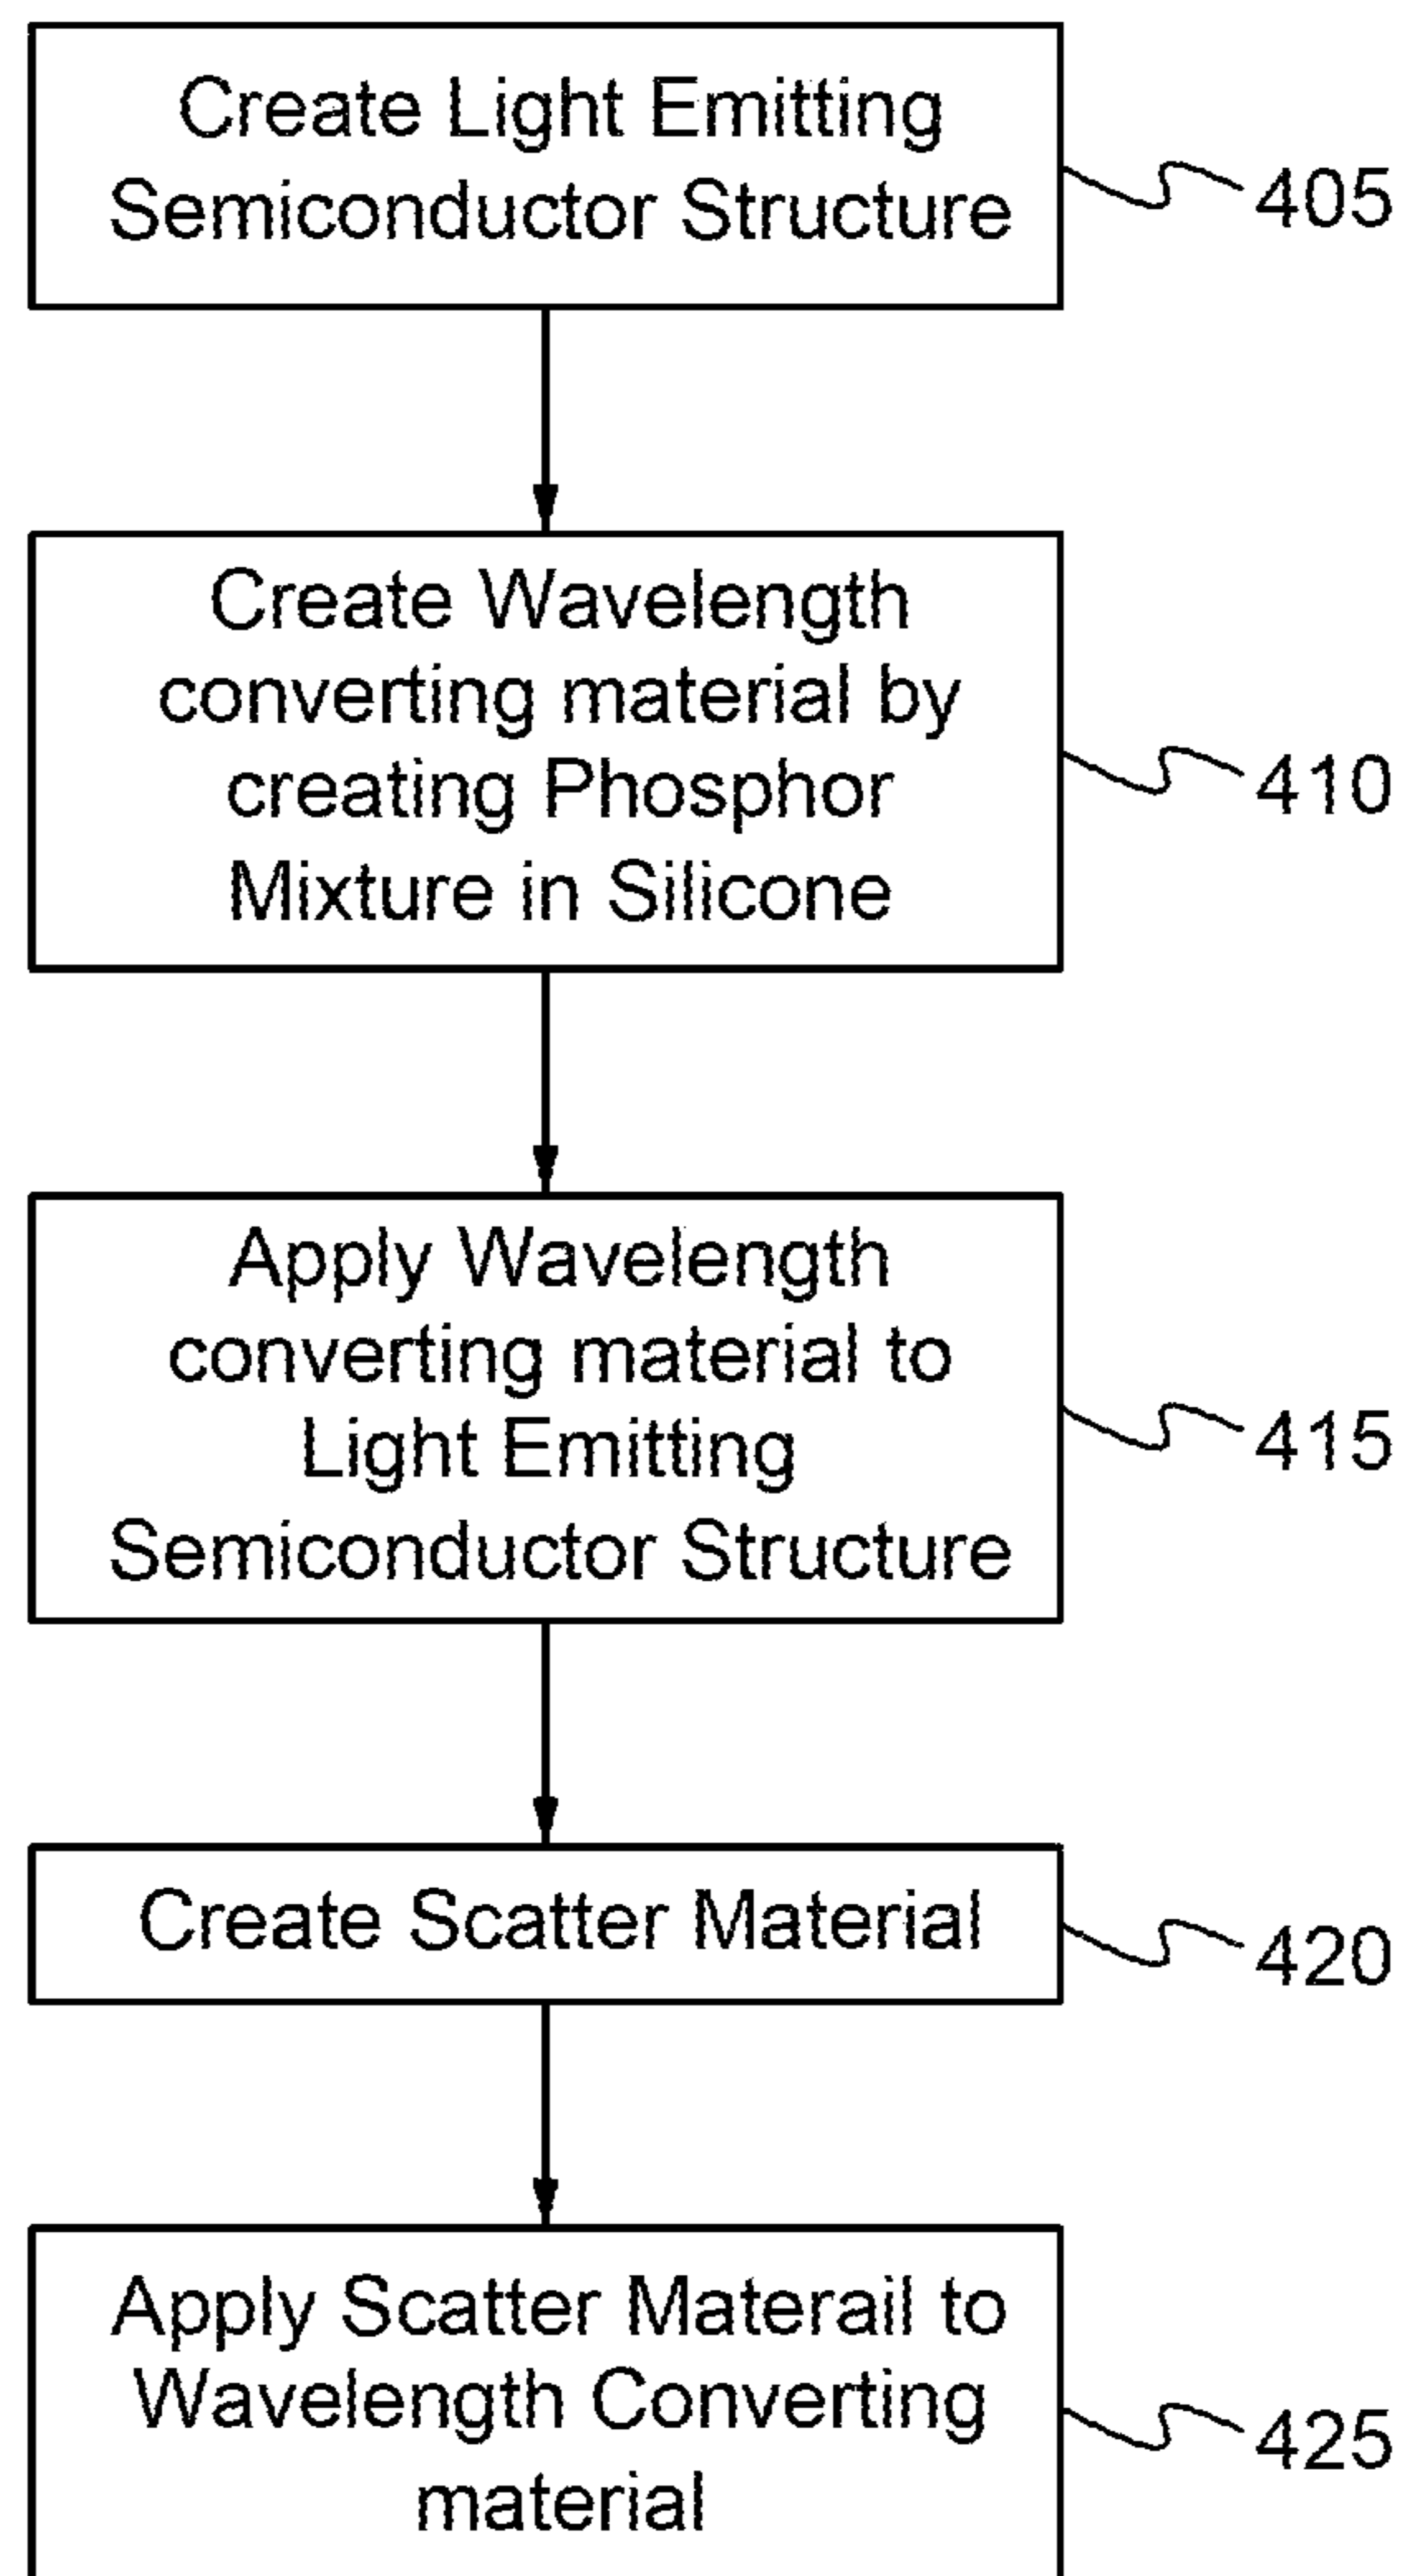 Create Light Emitting
Semiconductor Structure
405
Create Wavelength
converting material by
creating Phosphor
Mixture in Silicone
410
Apply Wavelength
converting material to
Light Emitting
Semiconductor Structure
415
Create Scatter Material
420
Apply Scatter Materail to
Wavelength Converting
material
425